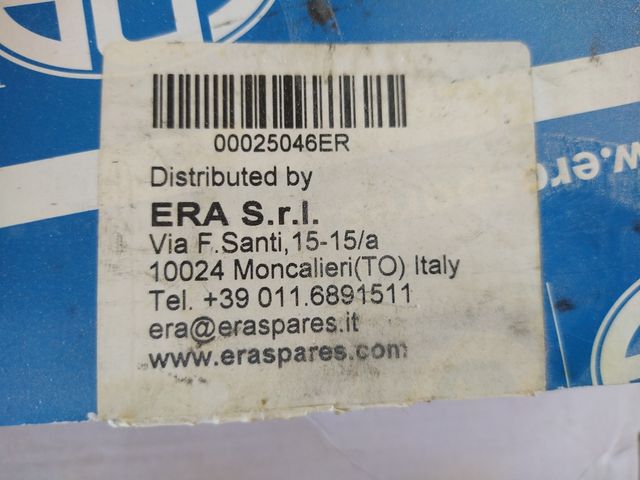 00025046ER
Distributed by
ERA S.r.l.
Via F.Santi,15-15/a
10024 Moncalieri(TO) Italy
Tel. +39 011.6891511
era@eraspares.it
www.eraspares.com